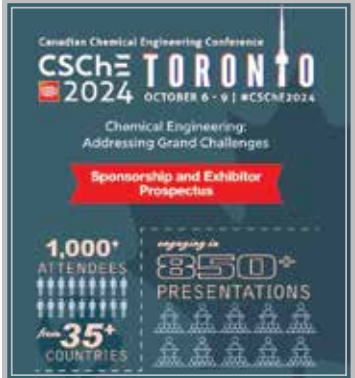 Canadian Chemical Engineering Conference
CSChE TORONTO
2024 OCTOBER 6 - 9 | #CSCHE2024
Chemical Engineering:
Addressing Grand Challenges
Sponsorship and Exhibitor
Prospectus
1,000+
ATTENDEES
from 35+
COUNTRIES
engaging in
850+
PRESENTATIONS